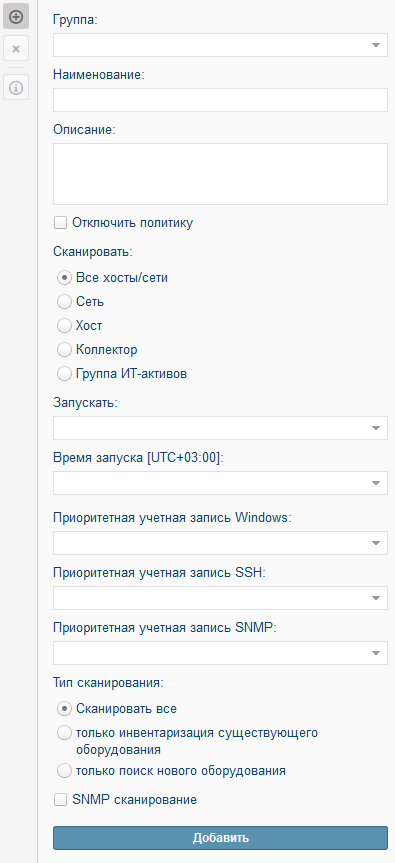 Группа:
Наименование:
Описание:
Отключить политику
Сканировать:
Все хосты/сети
Сеть
Хост
Коллектор
Группа ИТ-активов
Запускать:
Время запуска [UTC+03:00]:
Приоритетная учетная запись Windows:
Приоритетная учетная запись SSH:
Приоритетная учетная запись SNMP:
Тип сканирования:
Сканировать все
только инвентаризация существующего
оборудования
только поиск нового оборудования
SNMP сканирование
Добавить